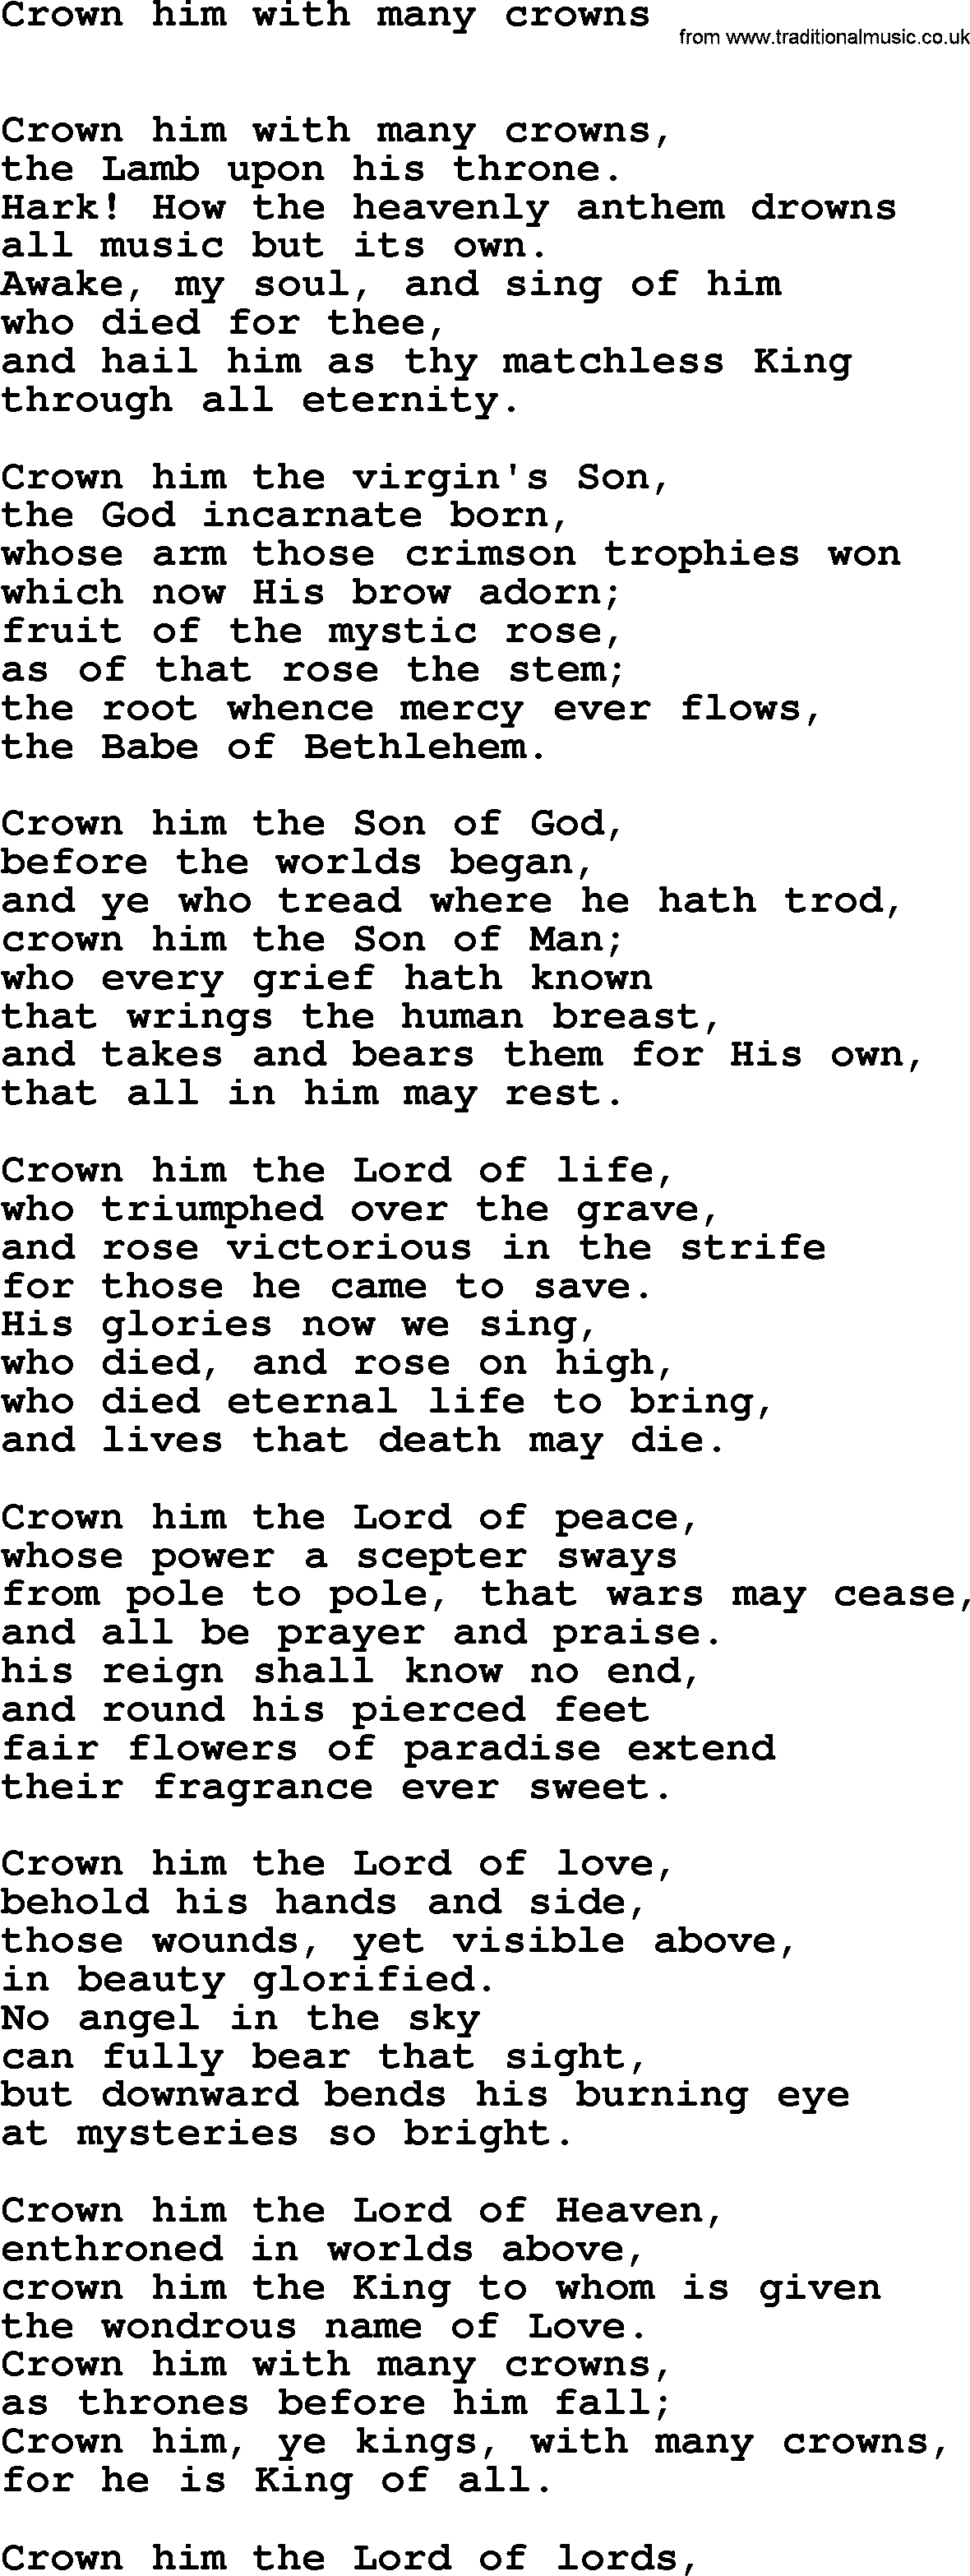 Crown him with many crowns
from www.traditionalmusic.co.uk
Crown him with many crowns,
the Lamb upon his throne.
Hark! How the heavenly anthem drowns
all music but its own.
Awake, my soul, and sing of him
who died for thee,
and hail him as thy matchless King
through all eternity.
Crown him the virgin's Son,
the God incarnate born,
whose arm those crimson trophies won
which now His brow adorn;
fruit of the mystic rose,
as of that rose the stem;
the root whence mercy ever flows,
the Babe of Bethlehem.
Crown him the Son of God,
before the worlds began,
and ye who tread where he hath trod,
crown him the Son of Man;
who every grief hath known
that wrings the human breast,
and takes and bears them for His own,
that all in him may rest.
Crown him the Lord of life,
who triumphed over the grave,
and rose victorious in the strife
for those he came to save.
His glories now we sing,
who died, and rose on high,
who died eternal life to bring,
and lives that death may die.
Crown him the Lord of peace,
whose power a scepter sways
from pole to pole, that wars may cease,
and all be prayer and praise.
his reign shall know no end,
and round his pierced feet
fair flowers of paradise extend
their fragrance ever sweet.
Crown him the Lord of love,
behold his hands and side,
those wounds, yet visible above,
in beauty glorified.
No angel in the sky
can fully bear that sight,
but downward bends his burning eye
at mysteries so bright.
Crown him the Lord of Heaven,
enthroned in worlds above,
crown him the King to whom is given
the wondrous name of Love.
Crown him with many crowns,
as thrones before him fall;
Crown him, ye kings, with many crowns,
for he is King of all.
Crown him the Lord of lords,